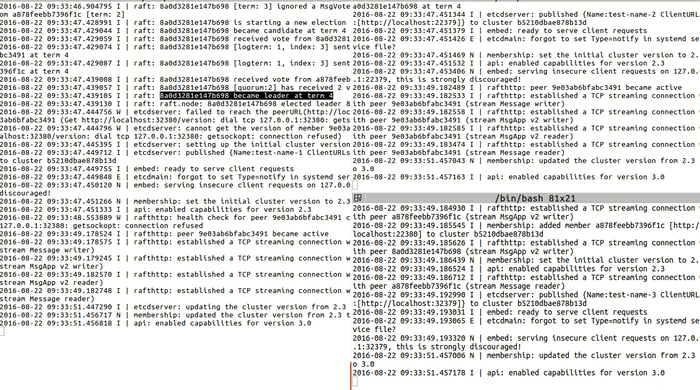 2016-08-22 09:33:46.904795 I | raft: 8a0d3281e147b698 [term: 3] ignored a MsgVote
om a878feebb7396f1c [term: 2]
2016-08-22 09:33:47.428991 I | raft: 8a0d3281e147b698 is starting a new election
2016-08-22 09:33:47.429044 I | raft: 8a0d3281e147b698 became candidate at term 4
2016-08-22 09:33:47.429057 I | raft: 8a0d3281e147b698 received vote from
2016-08-22 09:33:47.429074 I | raft: 8a0d3281e147b698 [logterm: 1, index: 3] sent
bc3491 at term 4
2016-08-22 09:33:47.429087 I | raft: 8a0d3281e147b698 [logterm: 1, index: 3] sent
396f1c at term 4
2016-08-22 09:33:47.439008 I | raft: 8a0d3281e147b698 received vote from a878feeb
2016-08-22 09:33:47.439057 I | raft: 8a0d3281e147b698 [quorum:2] has received 2 v
2016-08-22 09:33:47.439105 I | raft: 8a0d3281e147b698 became leader at term 4
2016-08-22 09:33:47.439130 I | raft: raft.node: 8a0d3281e147b698 elected leader 8
2016-08-22 09:33:47.444756 W | etcdserver: failed to reach the peerURL(http://loc
(Get http://localhost:32380/version: dial tcp 127.0.0.1:32380: gets
2016-08-22 09:33:47.444796 W | etcdserver: cannot get the version of member 9e03a
alhost:32380/version: dial tcp 127.0.0.1:32380: getsockopt: connection refused)
2016-08-22 09:33:47.445395 I | etcdserver: setting up the initial cluster version
2016-08-22 09:33:47.449712 I | etcdserver: published {Name:test-name-1 ClientURLs
to cluster b5210dbae878b13d
2016-08-22 09:33:47.449755 I | embed: ready to serve client requests
2016-08-22 09:33:47.449848 E | etcdmain: forgot to set Type=notify in systemd ser
2016-08-22 09:33:47.450120 N | embed: serving insecure client requests on 127.0.0
discouraged!
2016-08-22 09:33:47.451266 N | membership: set the initial cluster version to 2.3
2016-08-22 09:33:47.451331 I | api: enabled capabilities for version 2.3
2016-08-22 09:33:48.553889 W | rafthttp: health check for peer 9e03ab6bfabc3491 c
127.0.0.1:32380: getsockopt: connection refused
2016-08-22 09:33:49.178524 I | rafthttp: peer 9e03ab6bfabc3491 became active
2016-08-22 09:33:49.178575 I | rafthttp: established a TCP streaming connection w
stream Message writer)
2016-08-22 09:33:49.179245 I | rafthttp: established a TCP streaming connection w
stream MsgApp v2 writer)
2016-08-22 09:33:49.182570 I | rafthttp: established a TCP streaming connection w
stream MsgApp v2 reader)
2016-08-22 09:33:49.182758 I | rafthttp: established a TCP streaming connection w
stream Message reader)
2016-08-22 09:33:51.447290 I | etcdserver: updating the cluster version from 2.3
2016-08-22 09:33:51.456717 N | membership: updated the cluster version from 2.3 t
2016-08-22 09:33:51.456818 I | api: enabled capabilities for version 3.0
a0d3281e147b698 at term 4
2016-08-22 09:33:47.451344 I | etcdserver: published {Name:test-name-2 ClientURL
:[http://localhost:22379]} to cluster b5210dbae878b13d
2016-08-22 09:33:47.451379 I | embed: ready to serve client requests
2016-08-22 09:33:47.451426 E | etcdmain: forgot to set Type=notify in systemd se
vice file?
2016-08-22 09:33:47.451469 N | membership: set the initial cluster version to 2.
2016-08-22 09:33:47.451532 I | api: enabled capabilities for version 2.3
2016-08-22 09:33:47.453406 N | embed: serving insecure client requests on 127.0.
.1:22379, this is strongly discouraged!
2016-08-22 09:33:49.182489 I | rafthttp: peer 9e03ab6bfabc3491 became active
2016-08-22 09:33:49.182535 I | rafthttp: established a TCP streaming connection
ith peer 9e03ab6bfabc3491 (stream Message writer)
2016-08-22 09:33:49.182558 I | rafthttp: established a TCP streaming connection
ith peer 9e03ab6bfabc3491 (stream MsgApp v2 writer)
2016-08-22 09:33:49.182585 I | rafthttp: established a TCP streaming connection
ith peer 9e03ab6bfabc3491 (stream MsgApp v2 reader)
2016-08-22 09:33:49.183474 I | rafthttp: established a TCP streaming connection
ith peer 9e03ab6bfabc3491 (stream Message reader)
2016-08-22 09:33:51.457043 N | membership: updated the cluster version from 2.3
o 3.0
2016-08-22 09:33:51.457163 I | api: enabled capabilities for version 3.0
/bin/bash 81x21
2016-08-22 09:33:49.184930 I | rafthttp: established a TCP streaming connection
ith peer a878feebb7396f1c (stream MsgApp v2 writer)
2016-08-22 09:33:49.185545 I | membership: added member a878feebb7396f1c [http:/
localhost:22380] to cluster b5210dbae878b13d
2016-08-22 09:33:49.185621 I | rafthttp: established a TCP streaming connection
ith peer 8a0d3281e147b698 (stream MsgApp v2 writer)
2016-08-22 09:33:49.186439 N | membership: set the initial cluster version to 2.
2016-08-22 09:33:49.186524 I | api: enabled capabilities for version 2.3
2016-08-22 09:33:49.186712 I | rafthttp: established a TCP streaming connection
ith peer a878feebb7396f1c (stream Message reader)
2016-08-22 09:33:49.192990 I | etcdserver: published {Name:test-name-3 ClientURL
:[http://localhost:32379]} to cluster b5210dbae878b13d
2016-08-22 09:33:49.193031 I | embed: ready to serve client requests
2016-08-22 09:33:49.193065 E | etcdmain: forgot to set Type=notify in systemd se
vice file?
2016-08-22 09:33:49.193320 N | embed: serving insecure client requests on 127.0.
.1:32379, this is strongly discouraged!
2016-08-22 09:33:51.457006 N | membership: updated the cluster version from 2.3
o 3.0
2016-08-22 09:33:51.457178 I | api: enabled capabilities for version 3.0